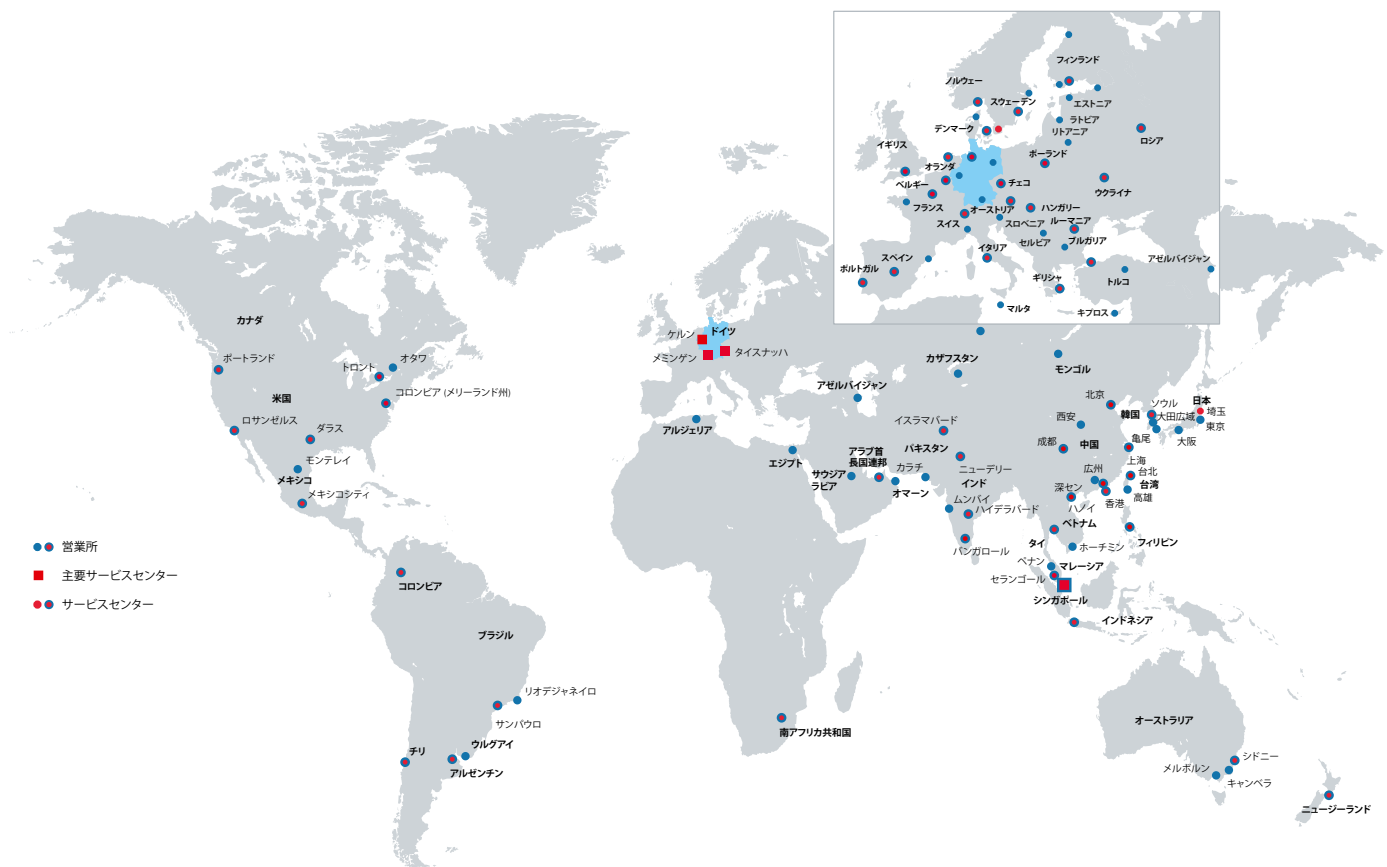 フィンランド
ノルウェー
スウェーデン
エストニア
ラトビア
リトアニア
デンマーク
ロシア
イギリス
オランダ
ポーランド
ベルギー
チェコ
ウクライナ
フランス
オーストリア
ハンガリー
スイス
スロベニア
ルーマニア
セルビア
ブルガリア
イタリア
スペイン
ポルトガル
ギリシャ
トルコ
アゼルバイジャン
マルタ
キプロス
カナダ
ポートランド
トロント
オタワ
米国
コロンビア (メリーランド州)
ロサンゼルス
ダラス
モンテレイ
メキシコ
メキシコシティ
ケルン
ドイツ
メミンゲン
タイスナッハ
カザフスタン
モンゴル
アゼルバイジャン
アルジェリア
イスラマバード
北京
ソウル
日本
韓国
大田広域
埼玉
東京
西安
成都
中国
亀尾
大阪
エジプト
パキスタン
アラブ首
長国連邦
サウジア
ラビア
カラチ
オマーン
ニューデリー
インド
上海
台北
広州
台湾
深セン
香港
高雄
ムンバイ
ハイデラバード
ハノイ
ベトナム
バンガロール
タイ
ホーチミン
フィリピン
ペナン
マレーシア
セランゴール
シンガポール
インドネシア
営業所
主要サービスセンター
サービスセンター
コロンビア
ブラジル
リオデジャネイロ
サンパウロ
チリ
ウルグアイ
アルゼンチン
南アフリカ共和国
オーストラリア
シドニー
メルボルン
キャンベラ
ニュージーランド